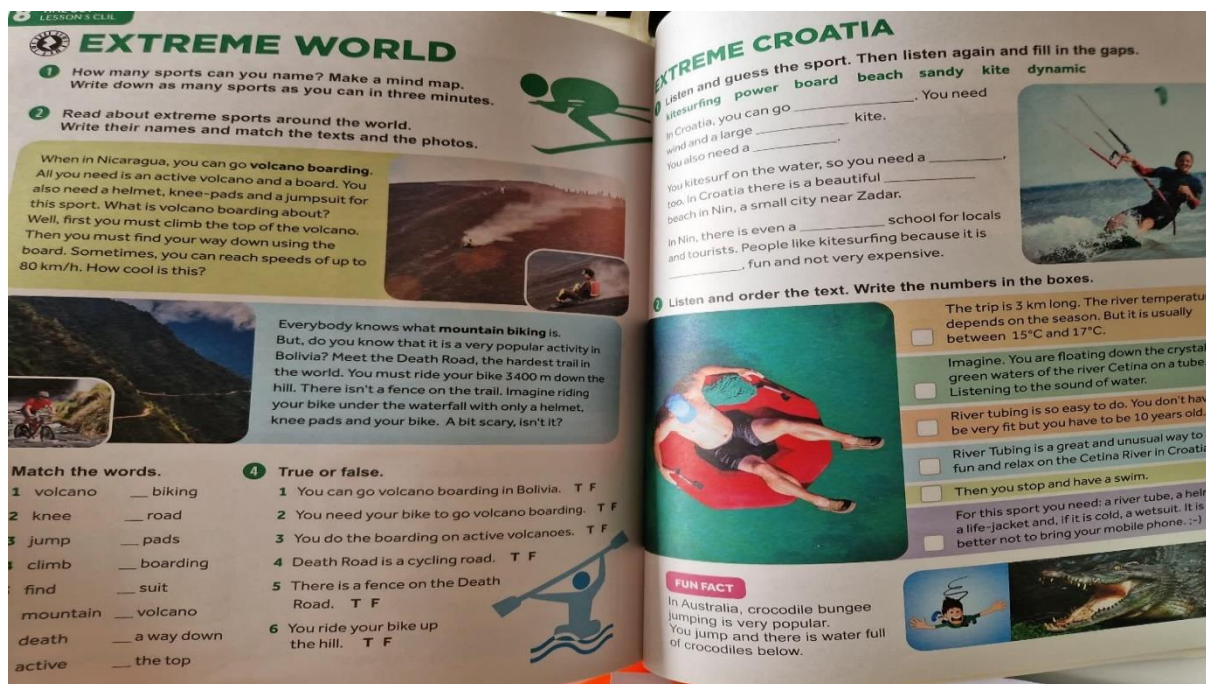 8
LESSON 5 CLIL
EXTREME WORLD
1 How many sports can you name? Make a mind map.
Write down as many sports as you can in three minutes.
2 Read about extreme sports around the world.
Write their names and match the texts and the photos.
When in Nicaragua, you can go volcano boarding.
All you need is an active volcano and a board. You
also need a helmet, knee-pads and a jumpsuit for
this sport. What is volcano boarding about?
Well, first you must climb the top of the volcano.
Then you must find your way down using the
board. Sometimes, you can reach speeds of up to
80 km/h. How cool is this?
Everybody knows what mountain biking is.
But, do you know that it is a very popular activity in
Bolivia? Meet the Death Road, the hardest trail in
the world. You must ride your bike 3400 m down the
hill. There isn't a fence on the trail. Imagine riding
your bike under the waterfall with only a helmet,
knee pads and your bike. A bit scary, isn't it?
Match the words.
1 volcano __ biking
2 knee __ road
3 jump __ pads
climb __ boarding
find __ suit
mountain __ volcano
death __ a way down
active __ the top
4 True or false.
1 You can go volcano boarding in Bolivia. T F
2 You need your bike to go volcano boarding. T F
3 You do the boarding on active volcanoes. T F
4 Death Road is a cycling road. T F
5 There is a fence on the Death
Road. T F
6 You ride your bike up
the hill. T F
EXTREME CROATIA
Listen and guess the sport. Then listen again and fill in the gaps.
kitesurfing power board beach sandy kite dynamic
In Croatia, you can go ____________. You need
wind and a large ____________ kite.
You also need a ____________.
You kitesurf on the water, so you need a __________,
too. In Croatia there is a beautiful ____________
beach in Nin, a small city near Zadar.
In Nin, there is even a ____________ school for locals
and tourists. People like kitesurfing because it is
__________, fun and not very expensive.
2 Listen and order the text. Write the numbers in the boxes.
The trip is 3 km long. The river
depends on the season. But it is usually
between 15°C and 17°C.
Imagine. You are floating down the
green waters of the river Cetina on a tube.
Listening to the sound of water.
River tubing is so easy to do. You don't
be very fit but you have to be 10 years old.
River Tubing is a great and unusual way to
fun and relax on the Cetina River in
Then you stop and have a swim.
For this sport you need: a river tube, a
a life-jacket and, if it is cold, a wetsuit. It is
better not to bring your mobile phone. ;-)
FUN FACT
In Australia, crocodile bungee
jumping is very popular.
You jump and there is water full
of crocodiles below.